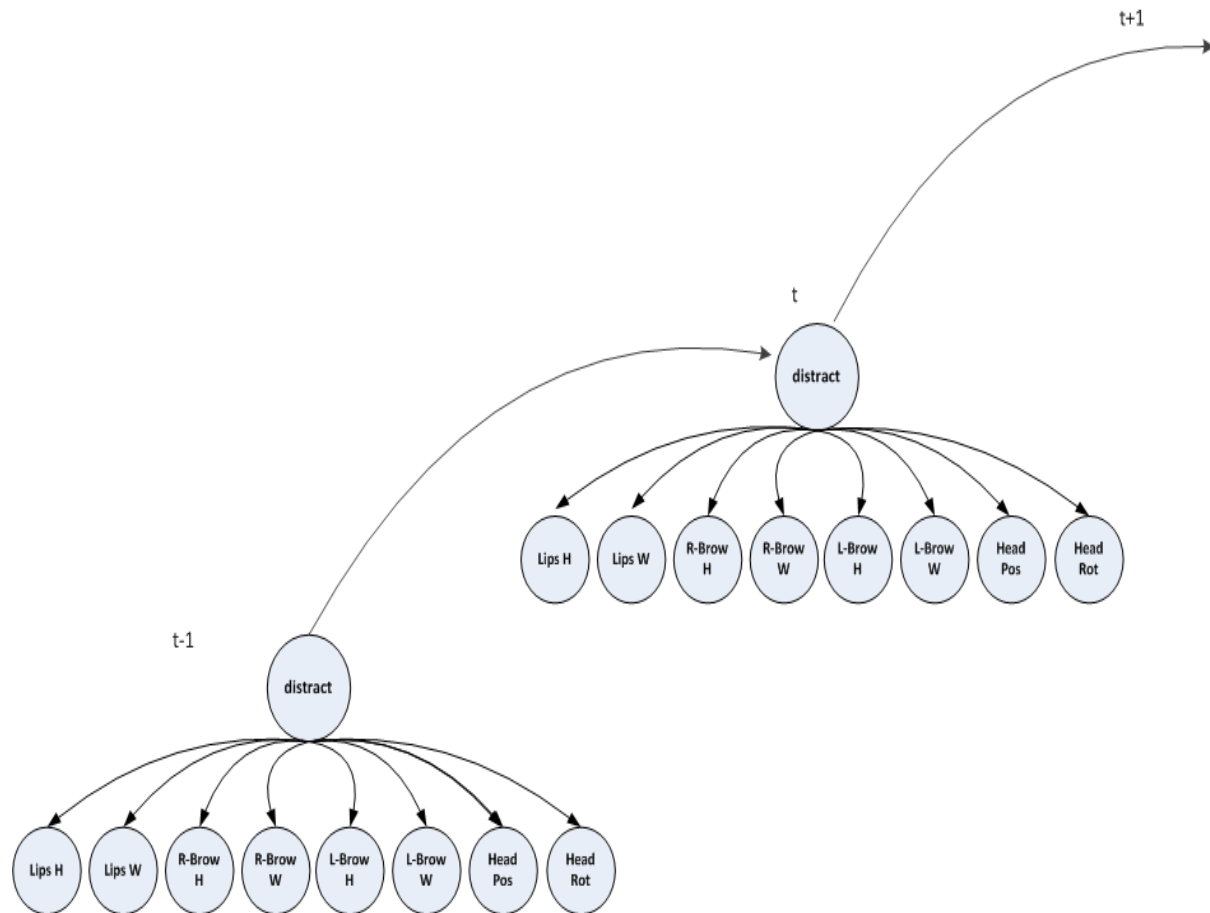 t+1
t
distract
Lips H
Lips W
R-Brow
H
R-Brow
W
L-Brow
H
L-Brow
W
Head
Pos
Head
Rot
t-1
distract
Lips H
Lips W
R-Brow
H
R-Brow
W
L-Brow
H
L-Brow
W
Head
Pos
Head
Rot